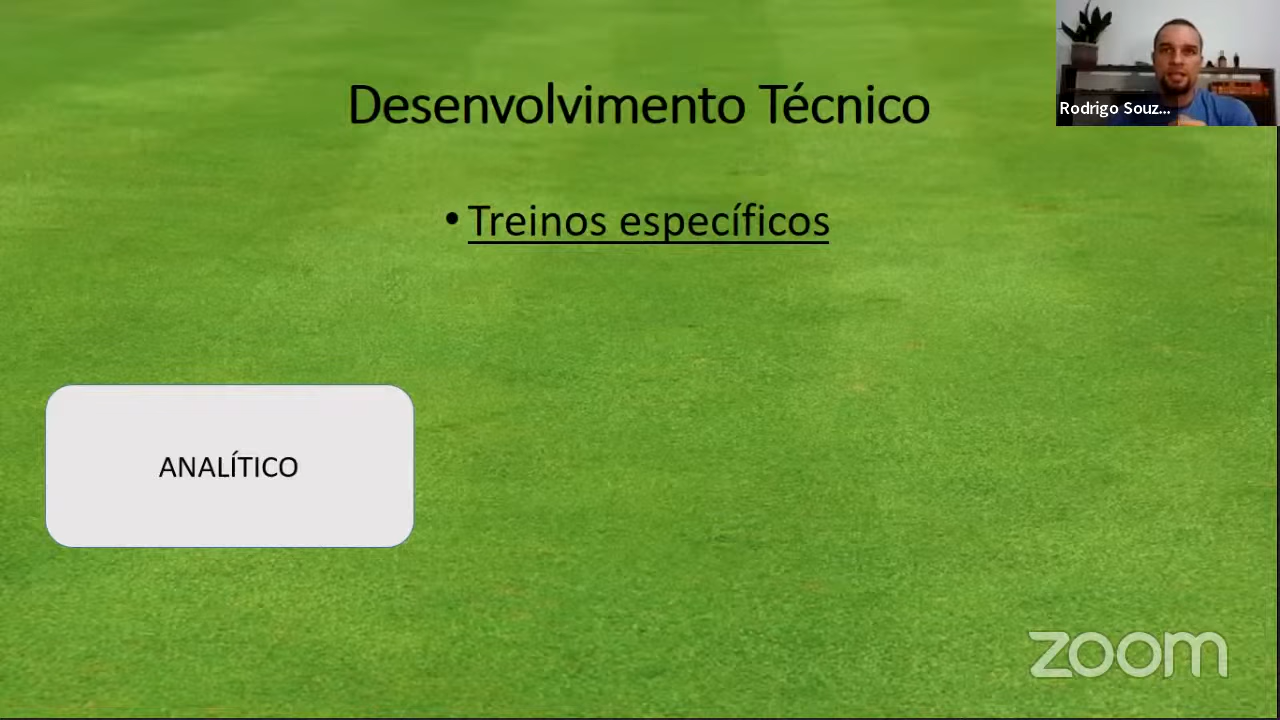 Desenvolvimento Técnico
Rodrigo Souz...
• Treinos específicos
ANALÍTICO
zoom